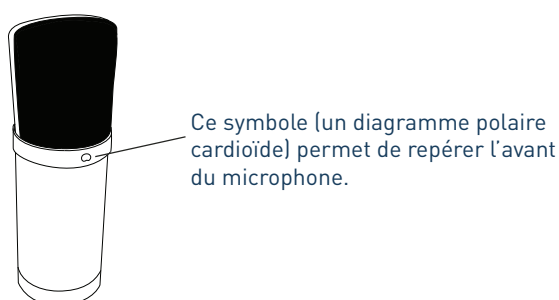 Ce symbole (un diagramme polaire
cardioïde) permet de repérer l’avant
du microphone.